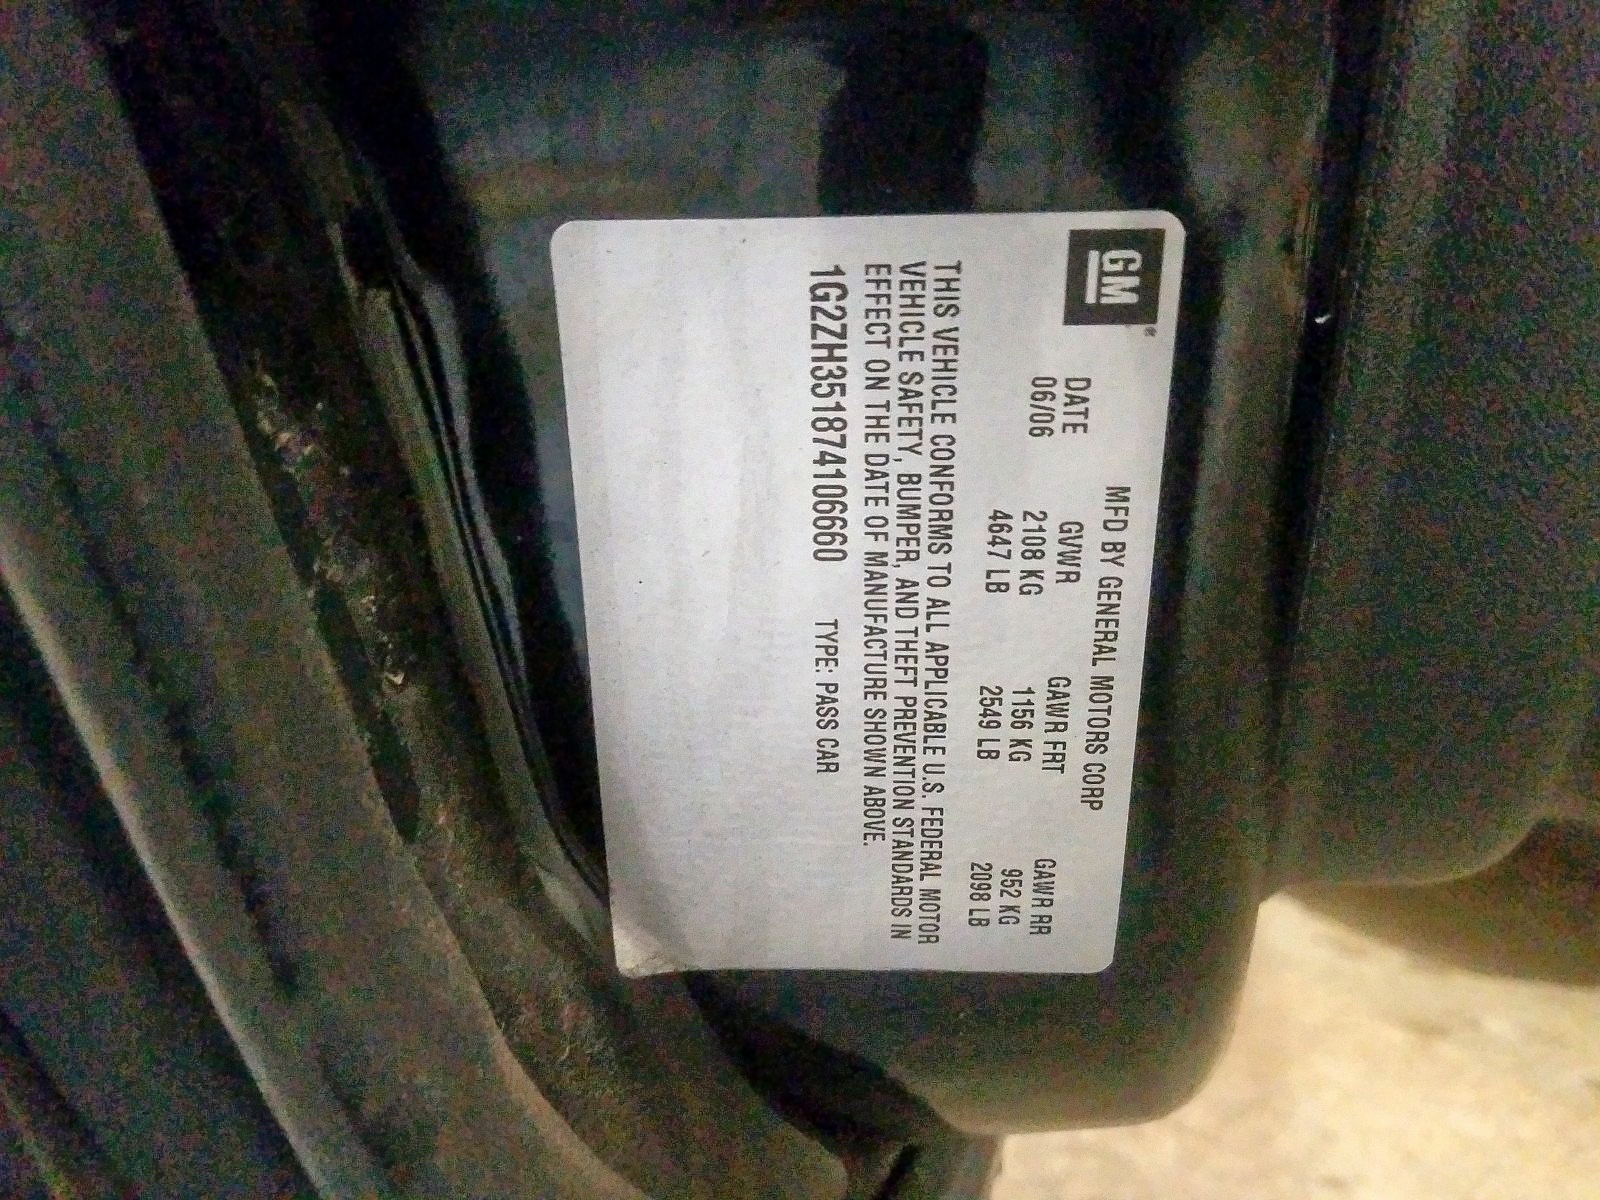 GM®
MFD BY GENERAL MOTORS CORP
DATE GVWR GAWR FRT GAWR RR
06/06 2108 KG 1156 KG 952 KG
4647 LB 2549 LB 2098 LB
THIS VEHICLE CONFORMS TO ALL APPLICABLE U.S. FEDERAL MOTOR
VEHICLE SAFETY, BUMPER, AND THEFT PREVENTION STANDARDS IN
EFFECT ON THE DATE OF MANUFACTURE SHOWN ABOVE.
1G2ZH351874106660 TYPE: PASS CAR